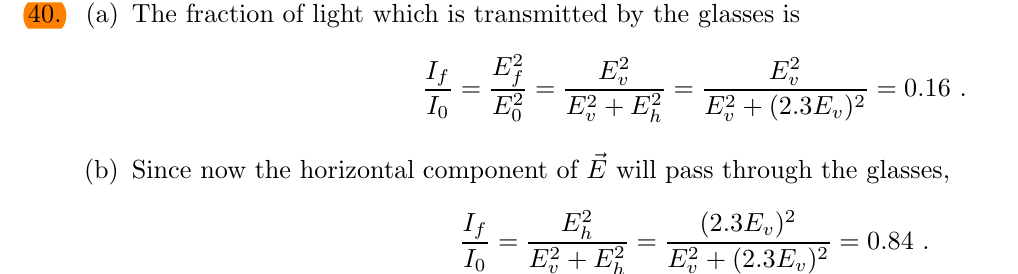 40. (a) The fraction of light which is transmitted by the glasses is
I_f/I_0 = E_f^2/E_0^2 = E_v^2/(E_v^2 + E_h^2) = E_v^2/(E_v^2 + (2.3E_v)^2) = 0.16 .
(b) Since now the horizontal component of E⃗ will pass through the glasses,
I_f/I_0 = E_h^2/(E_v^2 + E_h^2) = (2.3E_v)^2/(E_v^2 + (2.3E_v)^2) = 0.84 .